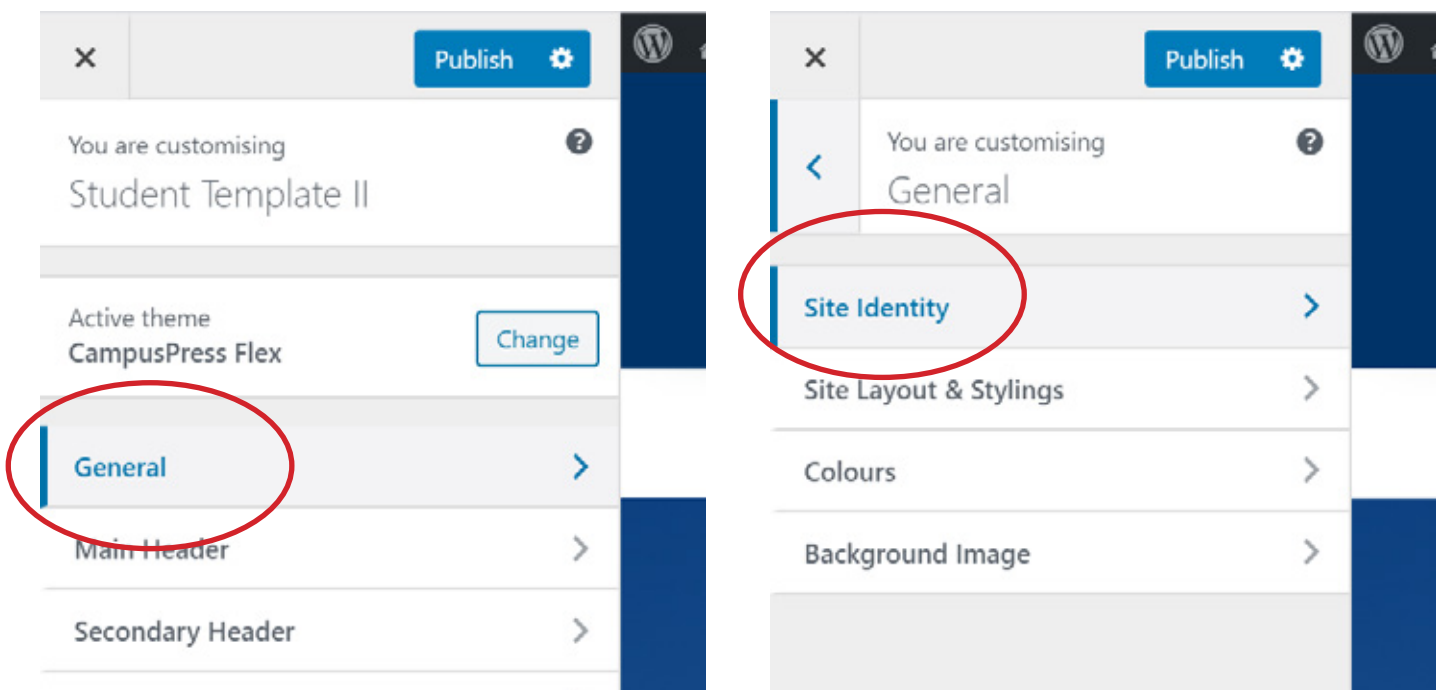 Publish
You are customising
Student Template II
Active theme
CampusPress Flex
Change
General
Main Header
Secondary Header
Publish
You are customising
General
Site Identity
Site Layout & Stylings
Colours
Background Image